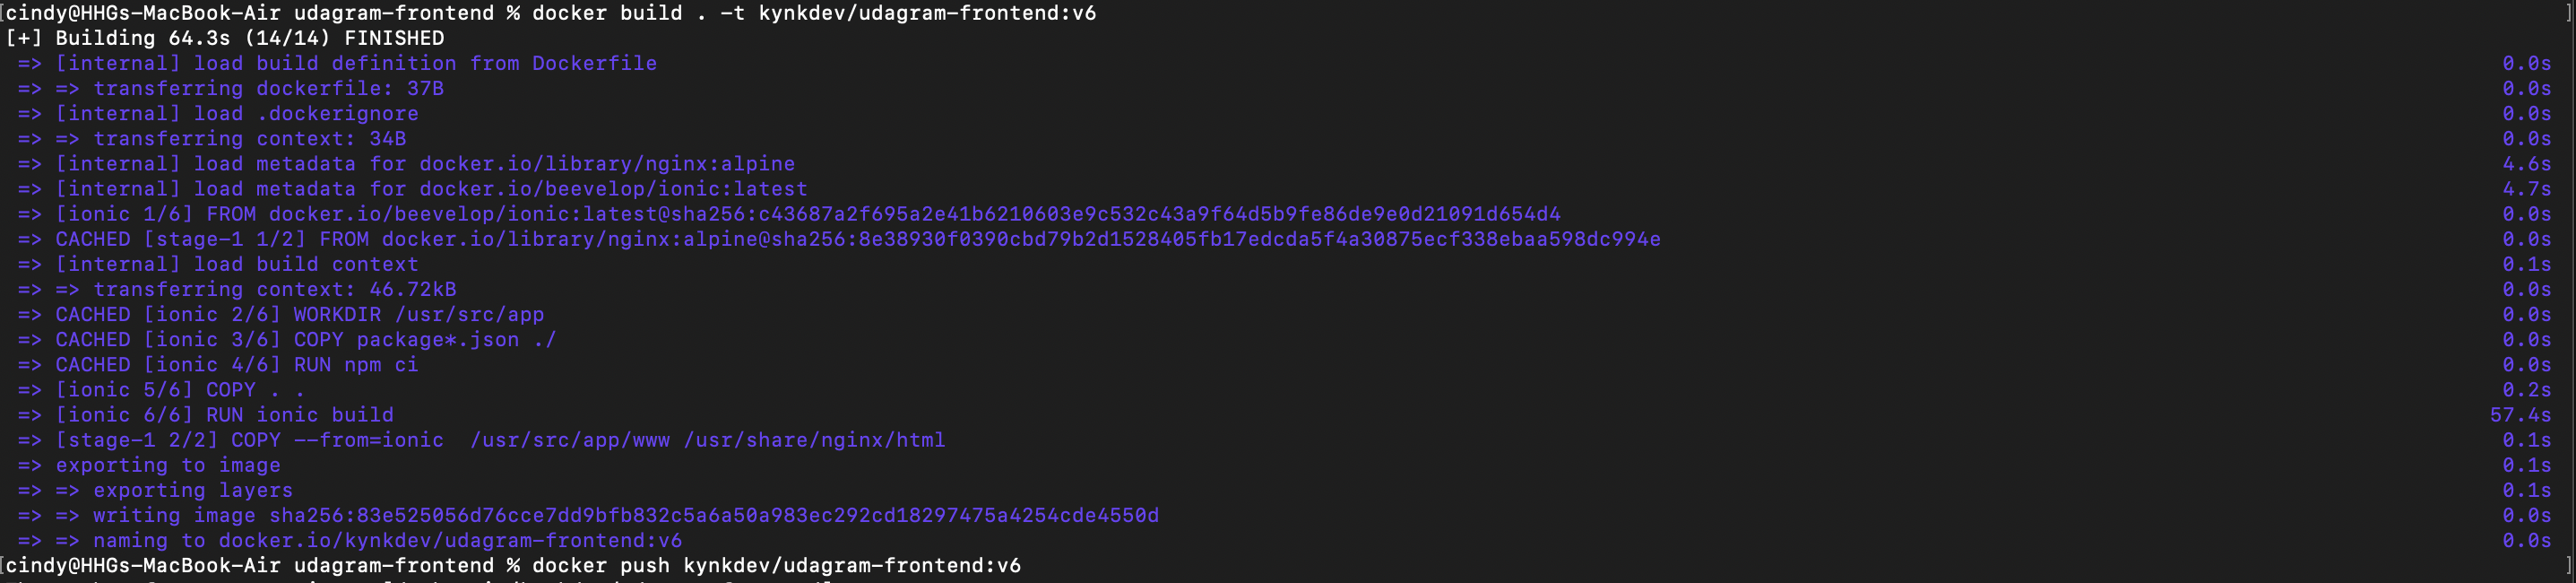 [cindy@HHGs-MacBook-Air udagram-frontend % docker build . -t kynkdev/udagram-frontend:v6 ]
[+] Building 64.3s (14/14) FINISHED
=> [internal] load build definition from Dockerfile 0.0s
=> => transferring dockerfile: 37B 0.0s
=> [internal] load .dockerignore 0.0s
=> => transferring context: 34B 0.0s
=> [internal] load metadata for docker.io/library/nginx:alpine 4.6s
=> [internal] load metadata for docker.io/beevelop/ionic:latest 4.7s
=> [ionic 1/6] FROM docker.io/beevelop/ionic:latest@sha256:c43687a2f695a2e41b6210603e9c532c43a9f64d5b9fe86de9e0d21091d654d4 0.0s
=> CACHED [stage-1 1/2] FROM docker.io/library/nginx:alpine@sha256:8e38930f0390cbd79b2d1528405fb17edcda5f4a30875ecf338ebaa598dc994e 0.0s
=> [internal] load build context 0.1s
=> => transferring context: 46.72kB 0.0s
=> CACHED [ionic 2/6] WORKDIR /usr/src/app 0.0s
=> CACHED [ionic 3/6] COPY package*.json ./ 0.0s
=> CACHED [ionic 4/6] RUN npm ci 0.0s
=> [ionic 5/6] COPY . . 0.2s
=> [ionic 6/6] RUN ionic build 57.4s
=> [stage-1 2/2] COPY --from=ionic  /usr/src/app/www /usr/share/nginx/html 0.1s
=> exporting to image 0.1s
=> => exporting layers 0.1s
=> => writing image sha256:83e525056d76cce7dd9bfb832c5a6a50a983ec292cd18297475a4254cde4550d 0.0s
=> => naming to docker.io/kynkdev/udagram-frontend:v6 0.0s
[cindy@HHGs-MacBook-Air udagram-frontend % docker push kynkdev/udagram-frontend:v6 ]